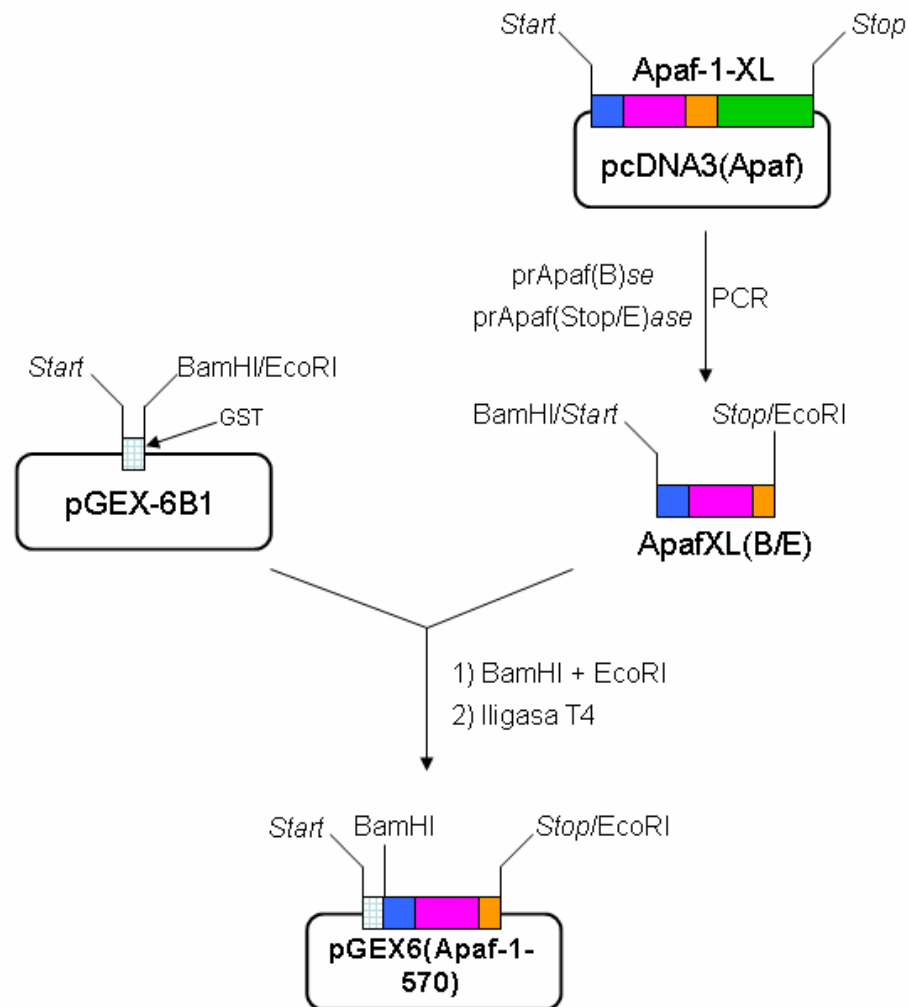 Start
Stop
Apaf-1-XL
pcDNA3(Apaf)
prApaf(B)se
prApaf(Stop/E)ase
PCR
Start
BamHI/EcoRI
GST
pGEX-6B1
BamHI/Start
Stop/EcoRI
ApafXL(B/E)
1) BamHI + EcoRI
2) lligasa T4
Start
BamHI
Stop/EcoRI
pGEX6(Apaf-1-
570)